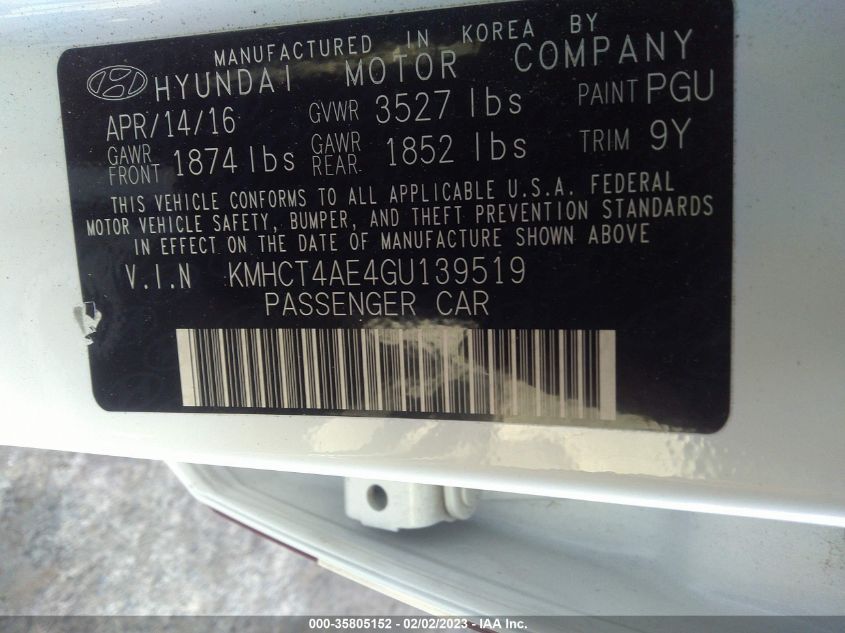 MANUFACTURED IN KOREA BY
HYUNDAI MOTOR COMPANY
APR/14/16 GVWR 3527 lbs PAINT PGU
GAWR FRONT 1874 lbs GAWR REAR 1852 lbs TRIM 9Y
THIS VEHICLE CONFORMS TO ALL APPLICABLE U.S.A. FEDERAL
MOTOR VEHICLE SAFETY, BUMPER, AND THEFT PREVENTION STANDARDS
IN EFFECT ON THE DATE OF MANUFACTURE SHOWN ABOVE
V.I.N KMHCT4AE4GU139519
PASSENGER CAR
000-35805152 - 02/02/2023 - IAA Inc.